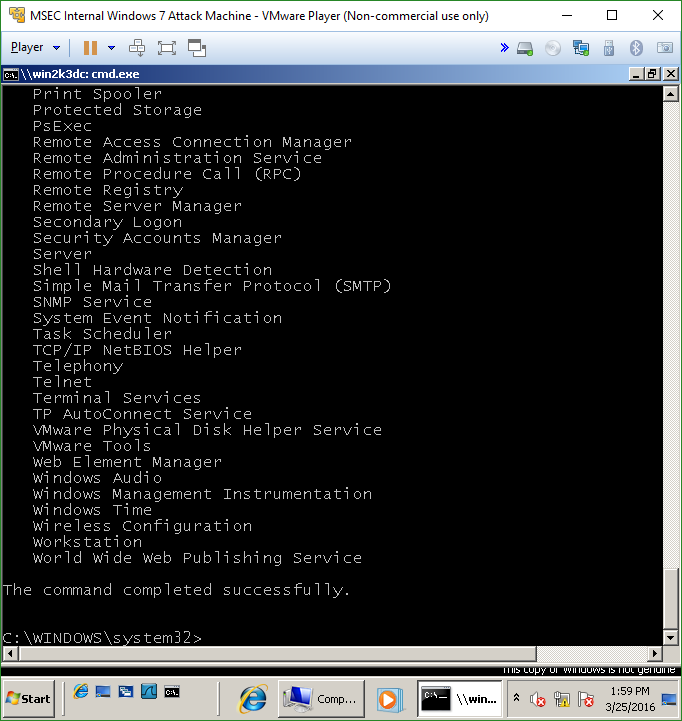 MSEC Internal Windows 7 Attack Machine - VMware Player (Non-commercial use only)
Player
\\win2k3dc: cmd.exe
Print Spooler
Protected Storage
PsExec
Remote Access Connection Manager
Remote Administration Service
Remote Procedure Call (RPC)
Remote Registry
Remote Server Manager
Secondary Logon
Security Accounts Manager
Server
Shell Hardware Detection
Simple Mail Transfer Protocol (SMTP)
SNMP Service
System Event Notification
Task Scheduler
TCP/IP NetBIOS Helper
Telephony
Telnet
Terminal Services
TP AutoConnect Service
VMware Physical Disk Helper Service
VMware Tools
Web Element Manager
Windows Audio
Windows Management Instrumentation
Windows Time
Wireless Configuration
Workstation
World Wide Web Publishing Service
The command completed successfully.
C:\WINDOWS\system32>
This copy of Windows is not genuine
Start
Comp...
\\win...
1:59 PM
3/25/2016